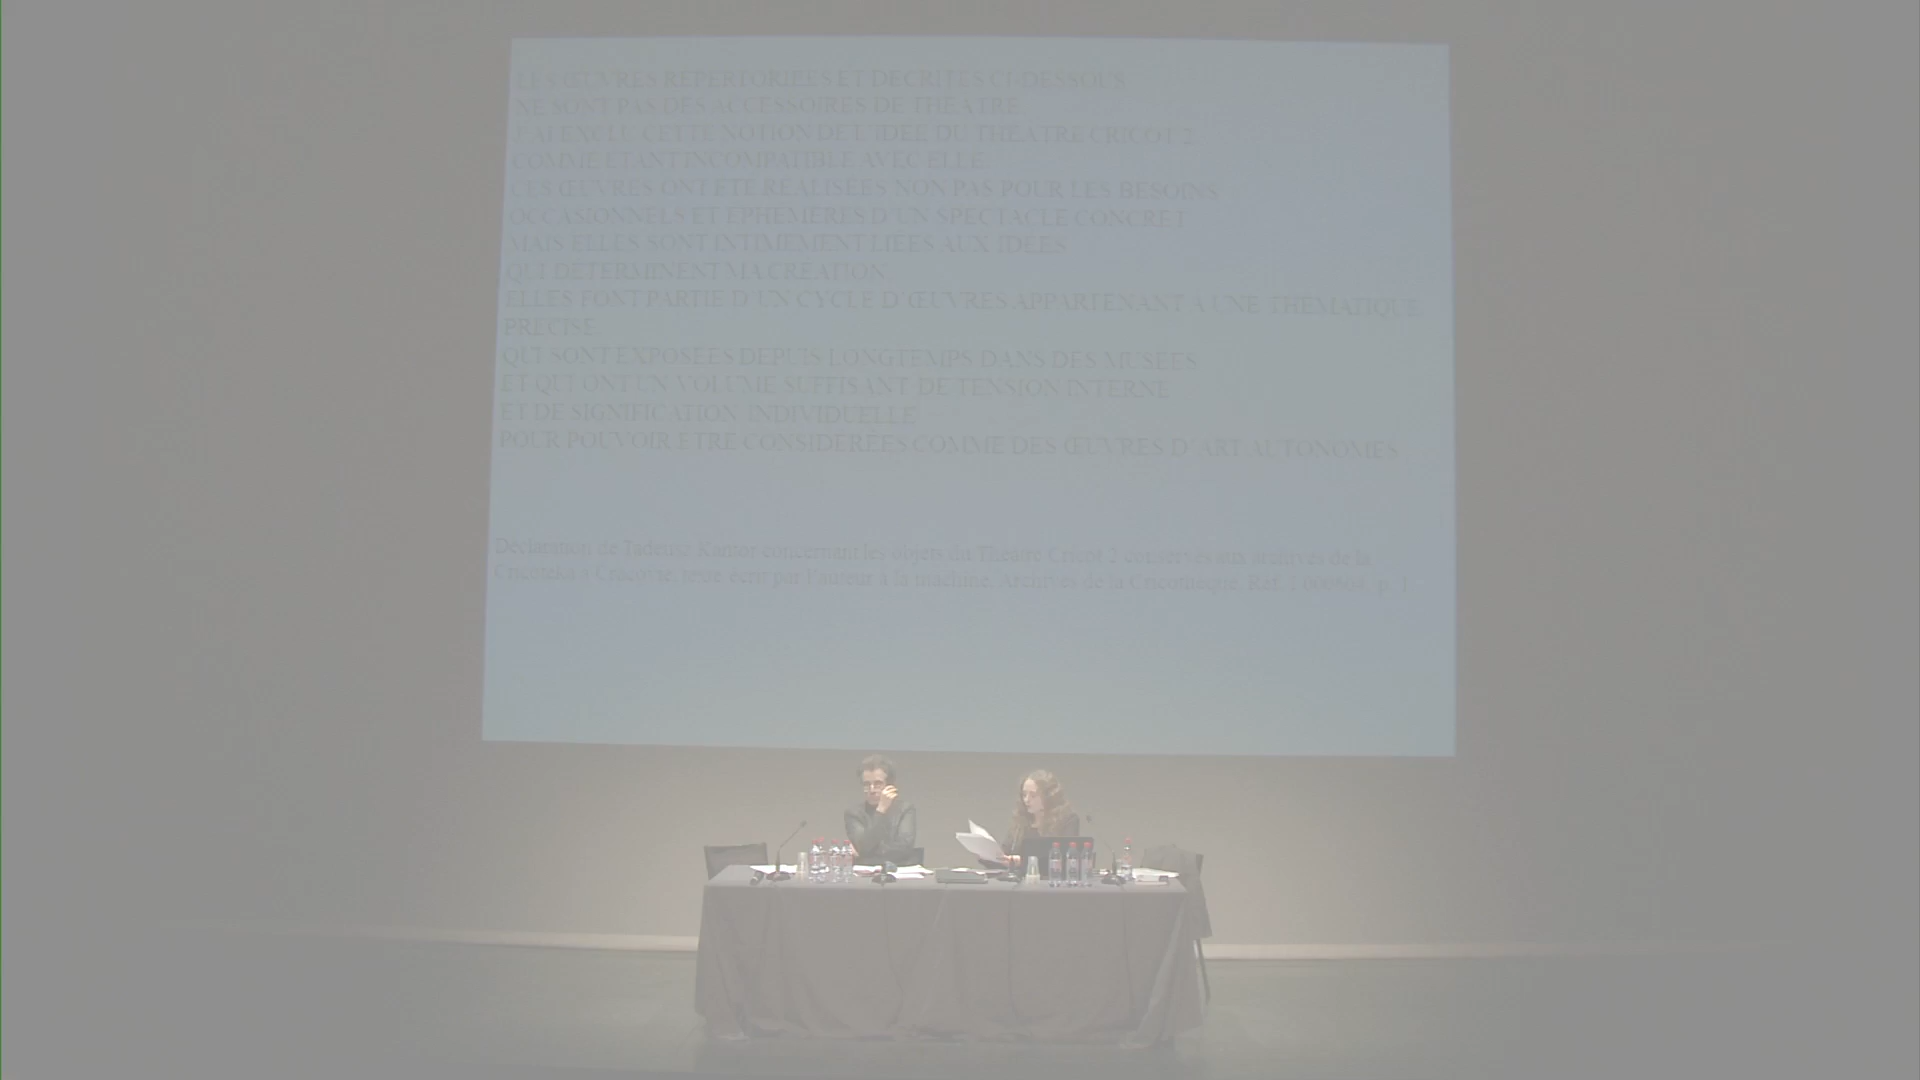 LES ŒUVRES RÉPERTORIÉES ET DÉCRITES CI-DESSOUS
NE SONT PAS DES ACCESSOIRES DE THÉÂTRE
J'AI EXCLU CETTE NOTION DE L'IDÉE DU THÉÂTRE CRICOT 2,
COMME ÉTANT INCOMPATIBLE AVEC ELLE.
CES ŒUVRES ONT ÉTÉ RÉALISÉES NON PAS POUR LES BESOINS
OCCASIONNELS ET ÉPHÉMÈRES D'UN SPECTACLE CONCRET
MAIS ELLES SONT INTIMEMENT LIÉES AUX IDÉES
QUI DÉTERMINENT MA CRÉATION.
ELLES FONT PARTIE D'UN CYCLE D'ŒUVRES APPARTENANT À UNE THÉMATIQUE
PRÉCISE.
QUI SONT EXPOSÉES DEPUIS LONGTEMPS DANS DES MUSÉES
ET QUI ONT UN VOLUME SUFFISANT DE TENSION INTERNE
ET DE SIGNIFICATION INDIVIDUELLE
POUR POUVOIR ÊTRE CONSIDÉRÉES COMME DES ŒUVRES D'ART AUTONOMES.
Déclaration de Tadeusz Kantor concernant les objets du Théâtre Cricot 2 conservés aux archives de la
Cricoteka à Cracovie, texte écrit par l'auteur à la machine. Archives de la Cricothèque. Réf. : p. 1